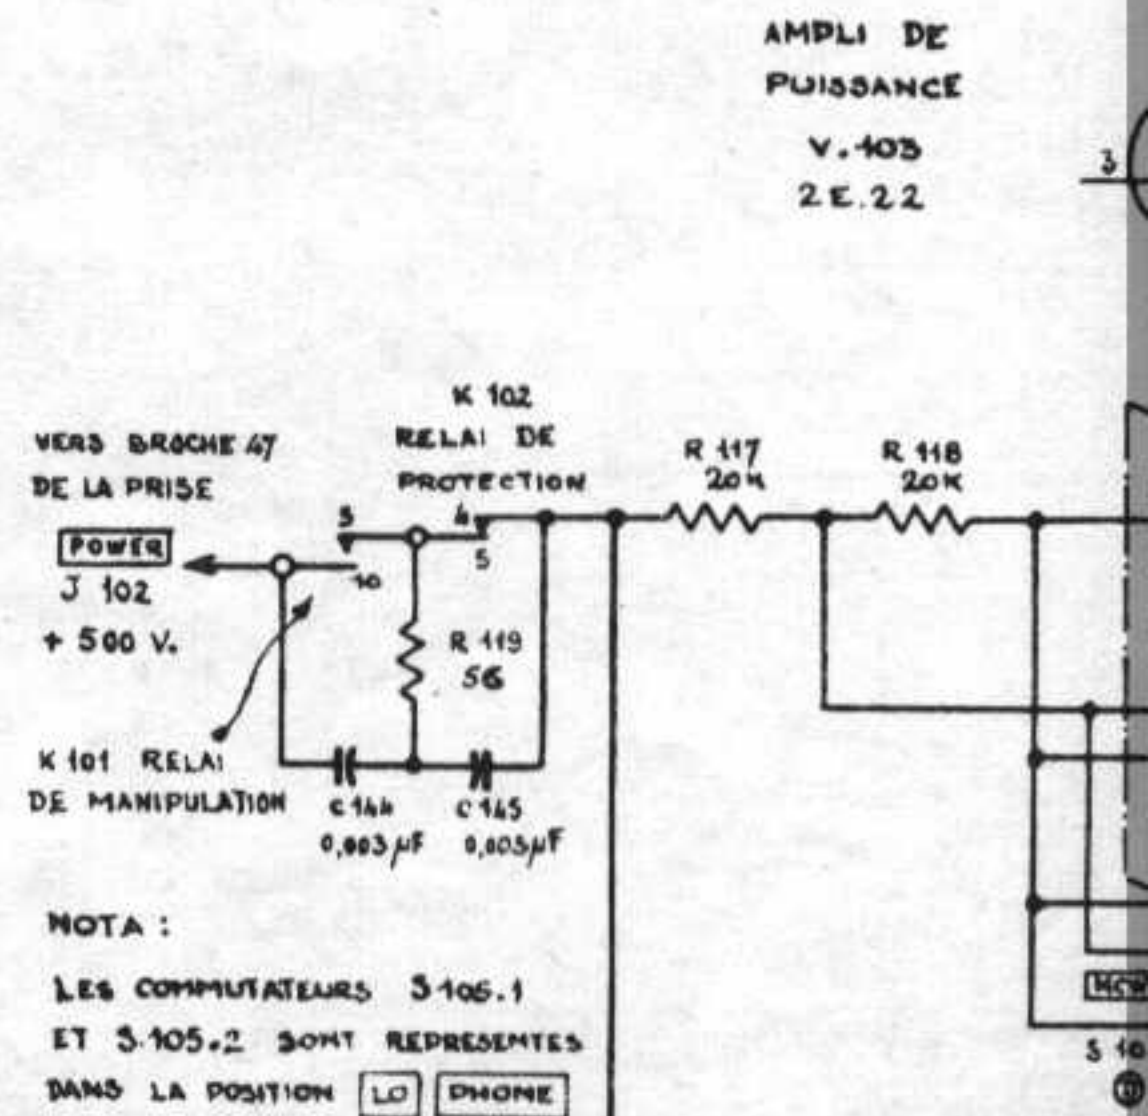 AMPLI DE
PUISSANCE
V.103
2E.22
3
K 102
RELAI DE
PROTECTION
VERS BROCHE 47
DE LA PRISE
POWER
J 102
+ 500 V.
10
4
5
R 117
20K
R 118
20K
R 119
56
K 101 RELAI
DE MANIPULATION
C 144
0,003 µF
C 145
0,003 µF
NOTA :
LES COMMUTATEURS S105.1
ET S.105.2 SONT REPRESENTES
DANS LA POSITION LO PHONE
S 10